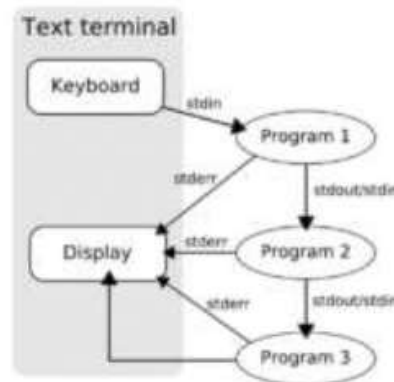 Text terminal
Keyboard
stdin
Program 1
stderr
stdout/stdin
Display
stderr
Program 2
stderr
stdout/stdin
Program 3